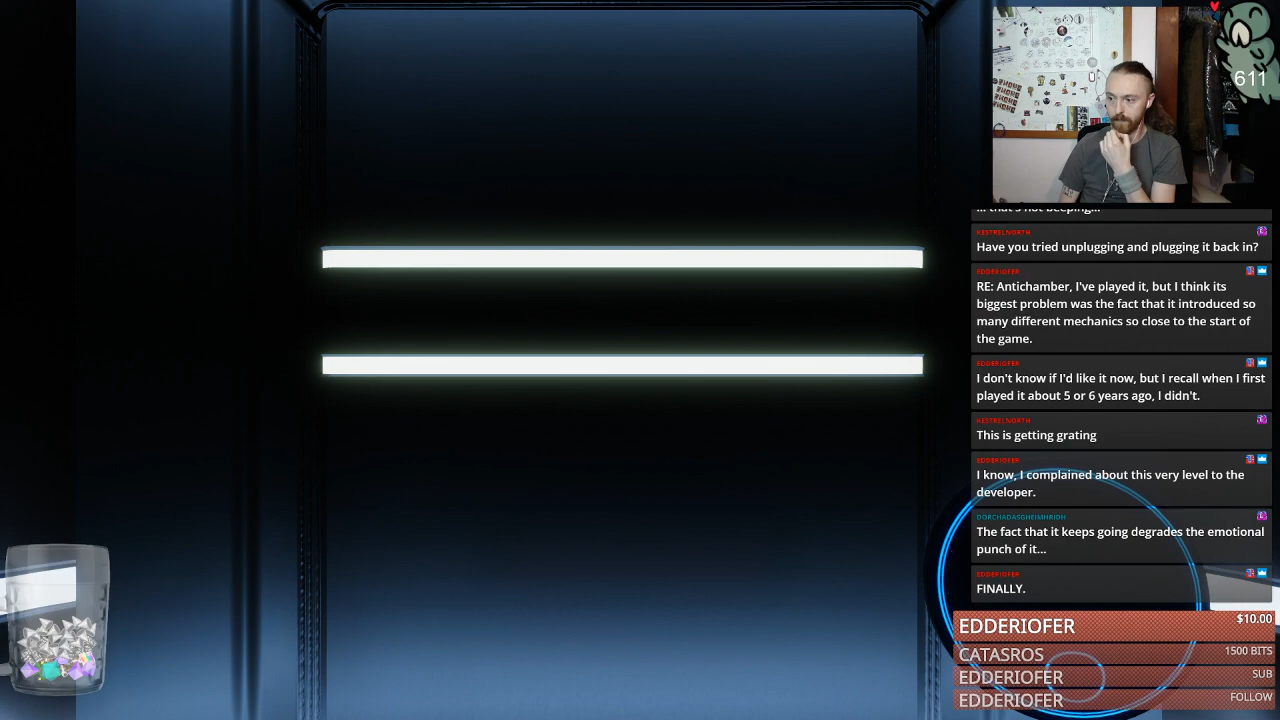 611
... that's not beeping...
KESTRELNORTH
Have you tried unplugging and plugging it back in?
EDDERIOFER
RE: Antichamber, I've played it, but I think its
biggest problem was the fact that it introduced so
many different mechanics so close to the start of
the game.
EDDERIOFER
I don't know if I'd like it now, but I recall when I first
played it about 5 or 6 years ago, I didn't.
KESTRELNORTH
This is getting grating
EDDERIOFER
I know, I complained about this very level to the
developer.
DORCHADASGHEIMHRIDH
The fact that it keeps going degrades the emotional
punch of it...
EDDERIOFER
FINALLY.
EDDERIOFER $10.00
CATASROS 1500 BITS
EDDERIOFER SUB
EDDERIOFER FOLLOW